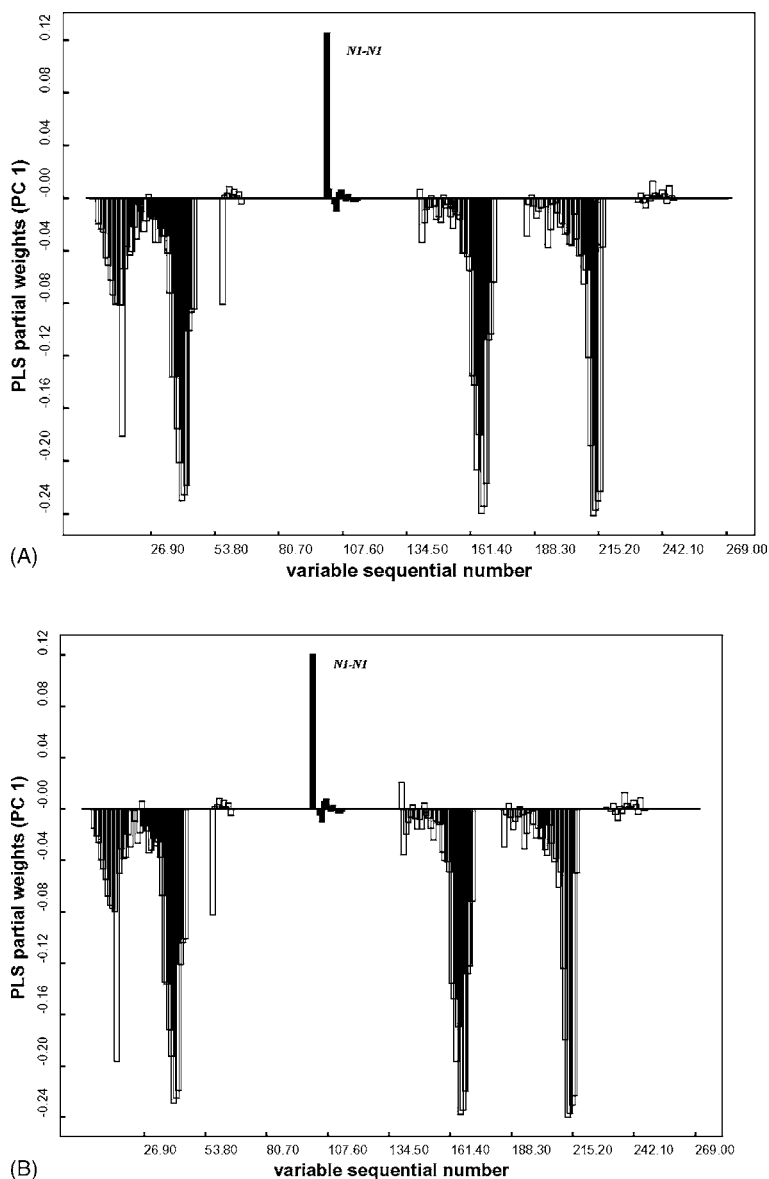 0.12
N1-N1
0.08
0.04
-0.00
-0.04
-0.08
-0.12
-0.16
-0.20
-0.24
PLS partial weights (PC 1)
26.90 53.80 80.70 107.60 134.50 161.40 188.30 215.20 242.10 269.00
(A)
variable sequential number
0.12
N1-N1
0.08
0.04
-0.00
-0.04
-0.08
-0.12
-0.16
-0.20
-0.24
PLS partial weights (PC 1)
26.90 53.80 80.70 107.60 134.50 161.40 188.30 215.20 242.10 269.00
(B)
variable sequential number